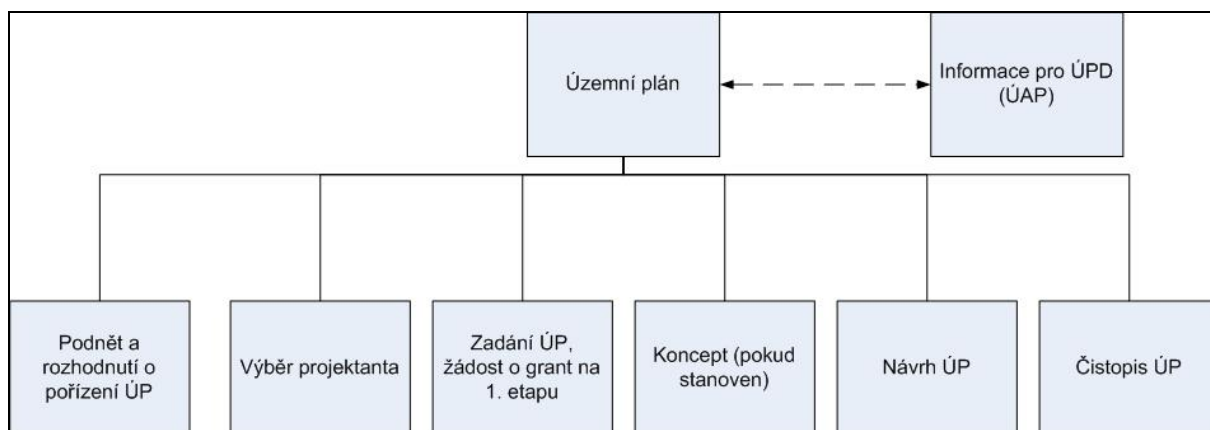 Územní plán
Informace pro ÚPD
(ÚAP)
Podnět a
rozhodnutí o
pořízení ÚP
Výběr projektanta
Zadání ÚP,
žádost o grant na
1. etapu
Koncept (pokud
stanoven)
Návrh ÚP
Čistopis ÚP